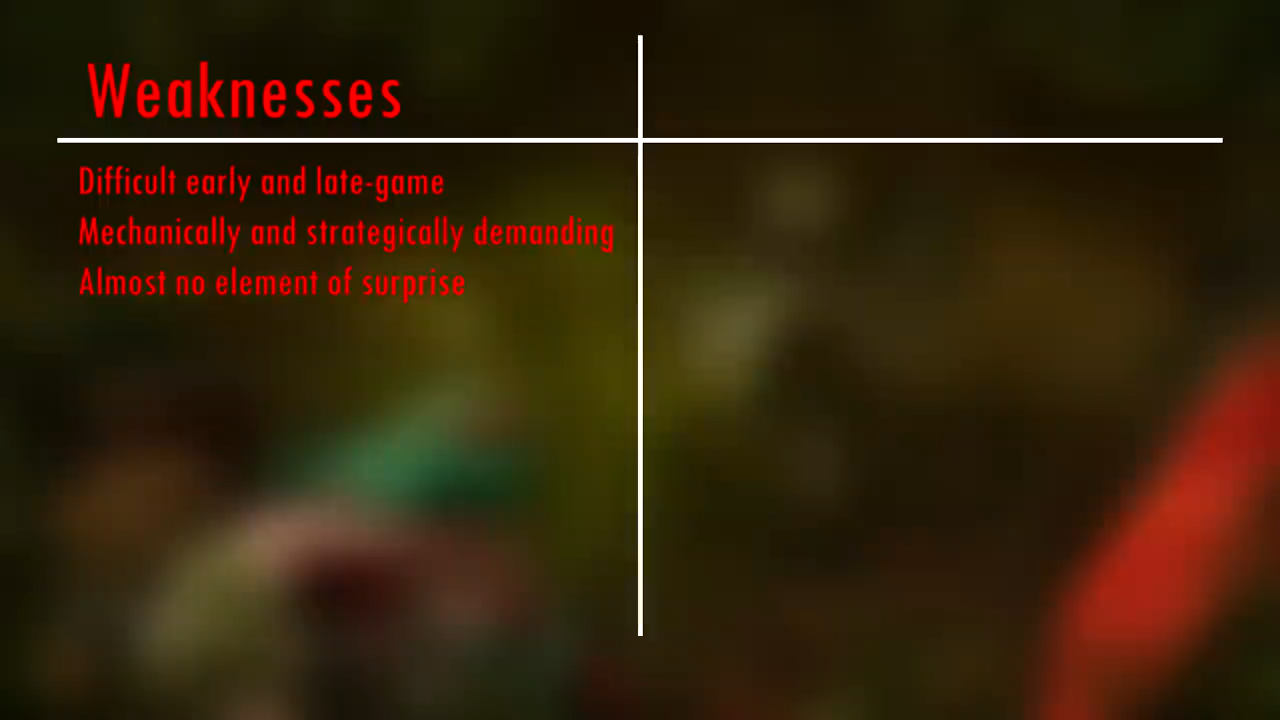 Weaknesses
Difficult early and late-game
Mechanically and strategically demanding
Almost no element of surprise